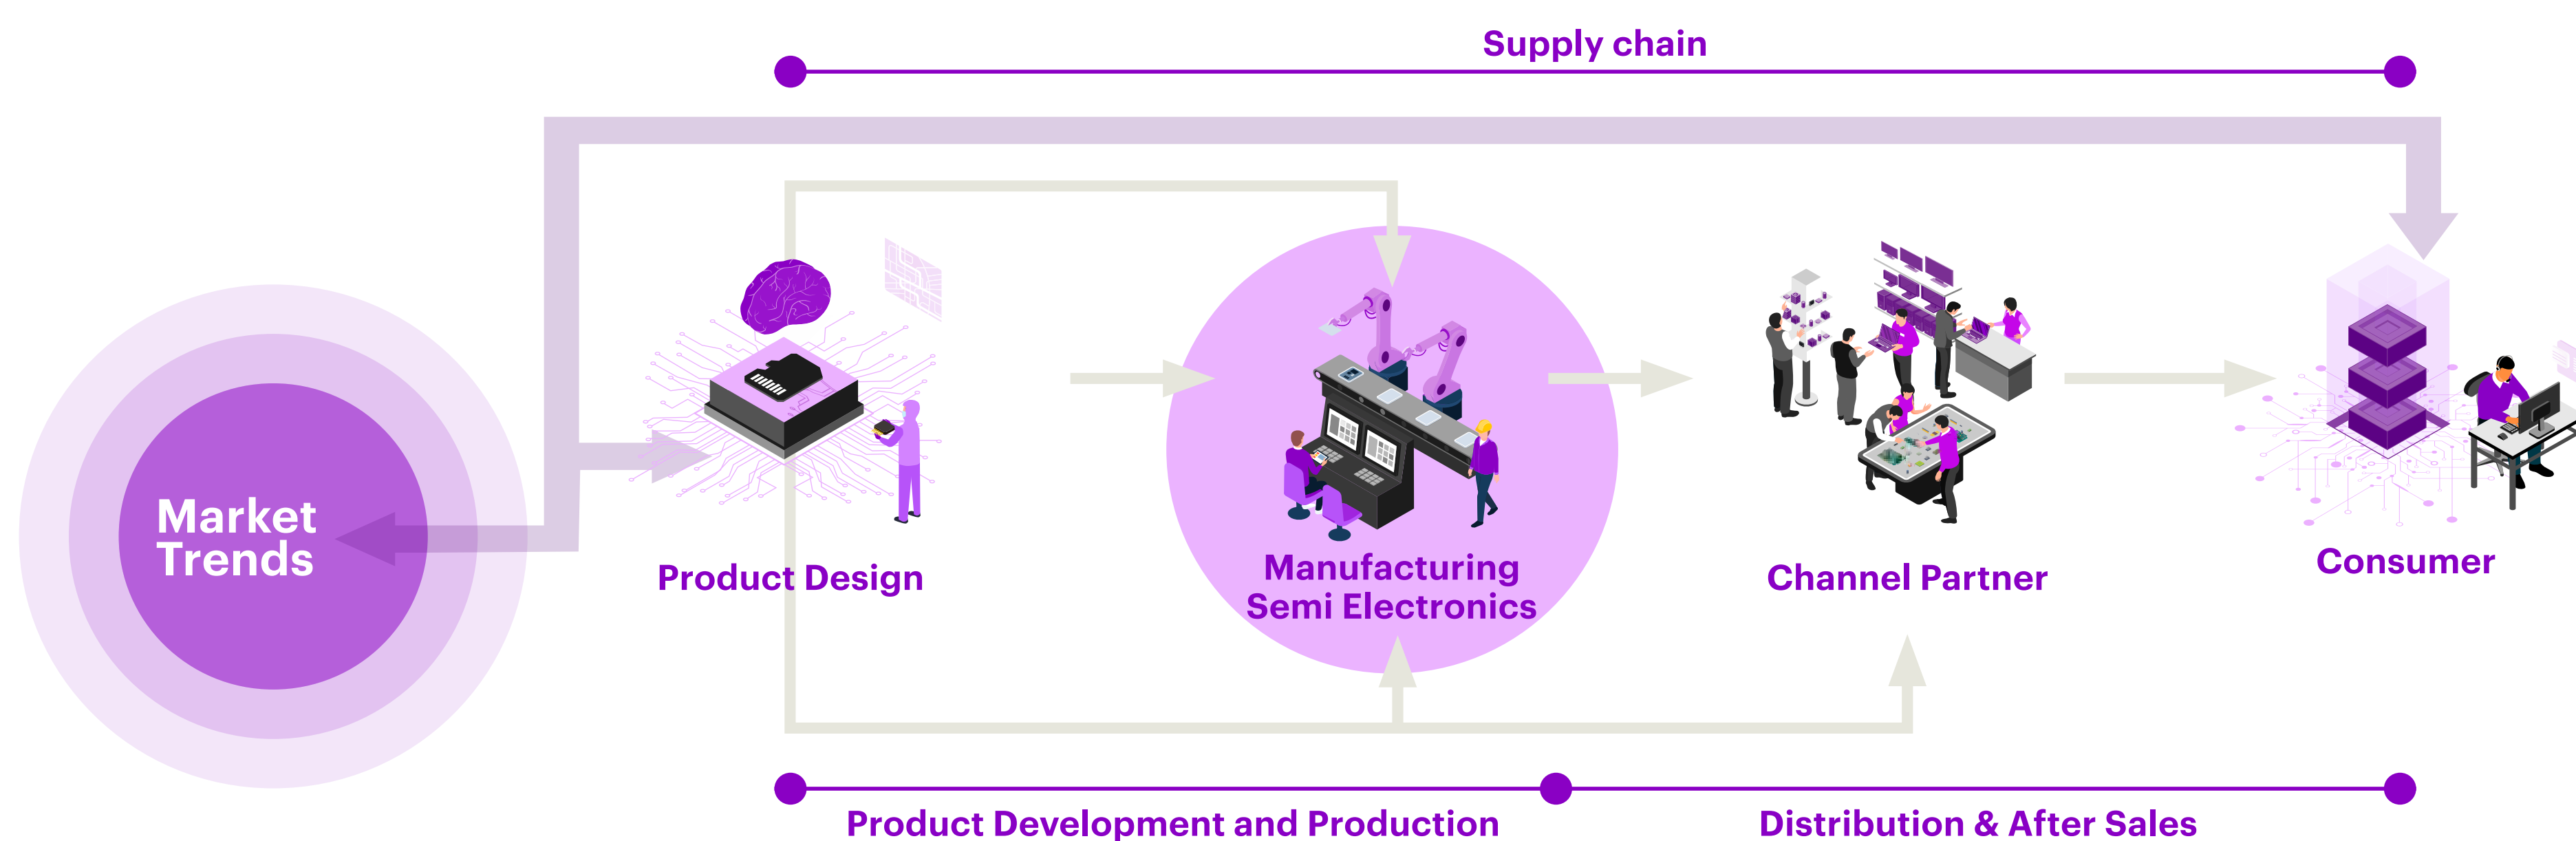 Supply chain
Market
Trends
Product Design
Manufacturing
Semi Electronics
Channel Partner
Consumer
Product Development and Production
Distribution & After Sales